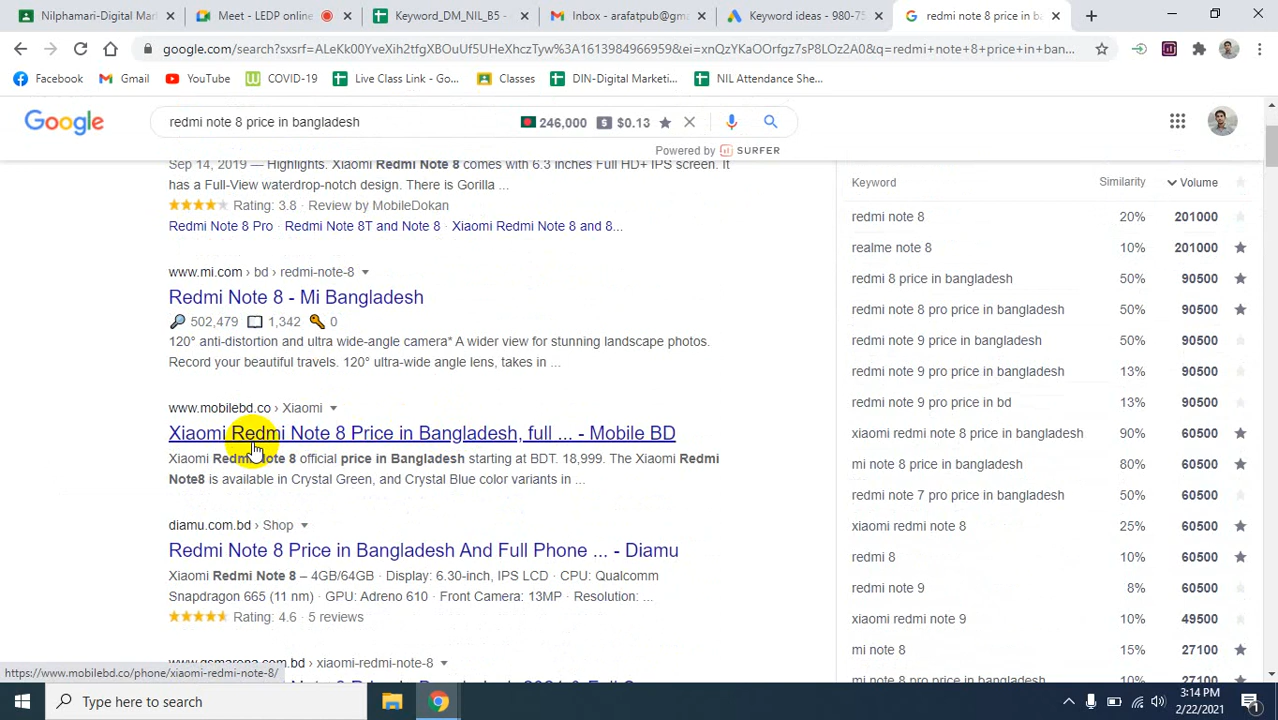 Nilphamari-Digital Mar
Meet - LEDP online
Keyword_DM_NIL_B5 -
Inbox - arafatpub@gma
Keyword ideas - 980-75
redmi note 8 price in ba
google.com/search?sxsrf=ALeKk00YveXih2tfgXBOuUf5UHeXhczTyw%3A1613984966959&ei=xnQzYKaOOrfgz7sP8LOz2A0&q=redmi+note+8+price+in+ban...
Facebook
Gmail
YouTube
COVID-19
Live Class Link - Go...
Classes
DIN-Digital Marketi...
NIL Attendance She...
Google
redmi note 8 price in bangladesh
246,000
$0.13
Powered by SURFER
Sep 14, 2019 — Highlights. Xiaomi Redmi Note 8 comes with 6.3 inches Full HD+ IPS screen. It
has a Full-View waterdrop-notch design. There is Gorilla ...
Rating: 3.8 · Review by MobileDokan
Redmi Note 8 Pro · Redmi Note 8T and Note 8 · Xiaomi Redmi Note 8 and 8...
www.mi.com › bd › redmi-note-8
Redmi Note 8 - Mi Bangladesh
502,479 1,342 0
120° anti-distortion and ultra wide-angle camera* A wider view for stunning landscape photos.
Record your beautiful travels. 120° ultra-wide angle lens, takes in ...
www.mobilebd.co › Xiaomi
Xiaomi Redmi Note 8 Price in Bangladesh, full ... - Mobile BD
Xiaomi Redmi Note 8 official price in Bangladesh starting at BDT. 18,999. The Xiaomi Redmi
Note8 is available in Crystal Green, and Crystal Blue color variants in ...
diamu.com.bd › Shop
Redmi Note 8 Price in Bangladesh And Full Phone ... - Diamu
Xiaomi Redmi Note 8 – 4GB/64GB · Display: 6.30-inch, IPS LCD · CPU: Qualcomm
Snapdragon 665 (11 nm) · GPU: Adreno 610 · Front Camera: 13MP · Resolution: ...
Rating: 4.6 · 5 reviews
www.gsmarena.com.bd › xiaomi-redmi-note-8
Keyword Similarity Volume
redmi note 8 20% 201000
realme note 8 10% 201000
redmi 8 price in bangladesh 50% 90500
redmi note 8 pro price in bangladesh 50% 90500
redmi note 9 price in bangladesh 50% 90500
redmi note 9 pro price in bangladesh 13% 90500
redmi note 9 pro price in bd 13% 90500
xiaomi redmi note 8 price in bangladesh 90% 60500
mi note 8 price in bangladesh 80% 60500
redmi note 7 pro price in bangladesh 50% 60500
xiaomi redmi note 8 25% 60500
redmi 8 10% 60500
redmi note 9 8% 60500
xiaomi redmi note 9 10% 49500
mi note 8 15% 27100
redmi note 8 pro price in bangladesh 10% 27100
https://www.mobilebd.co/phone/xiaomi-redmi-note-8/
Type here to search
3:14 PM
2/22/2021